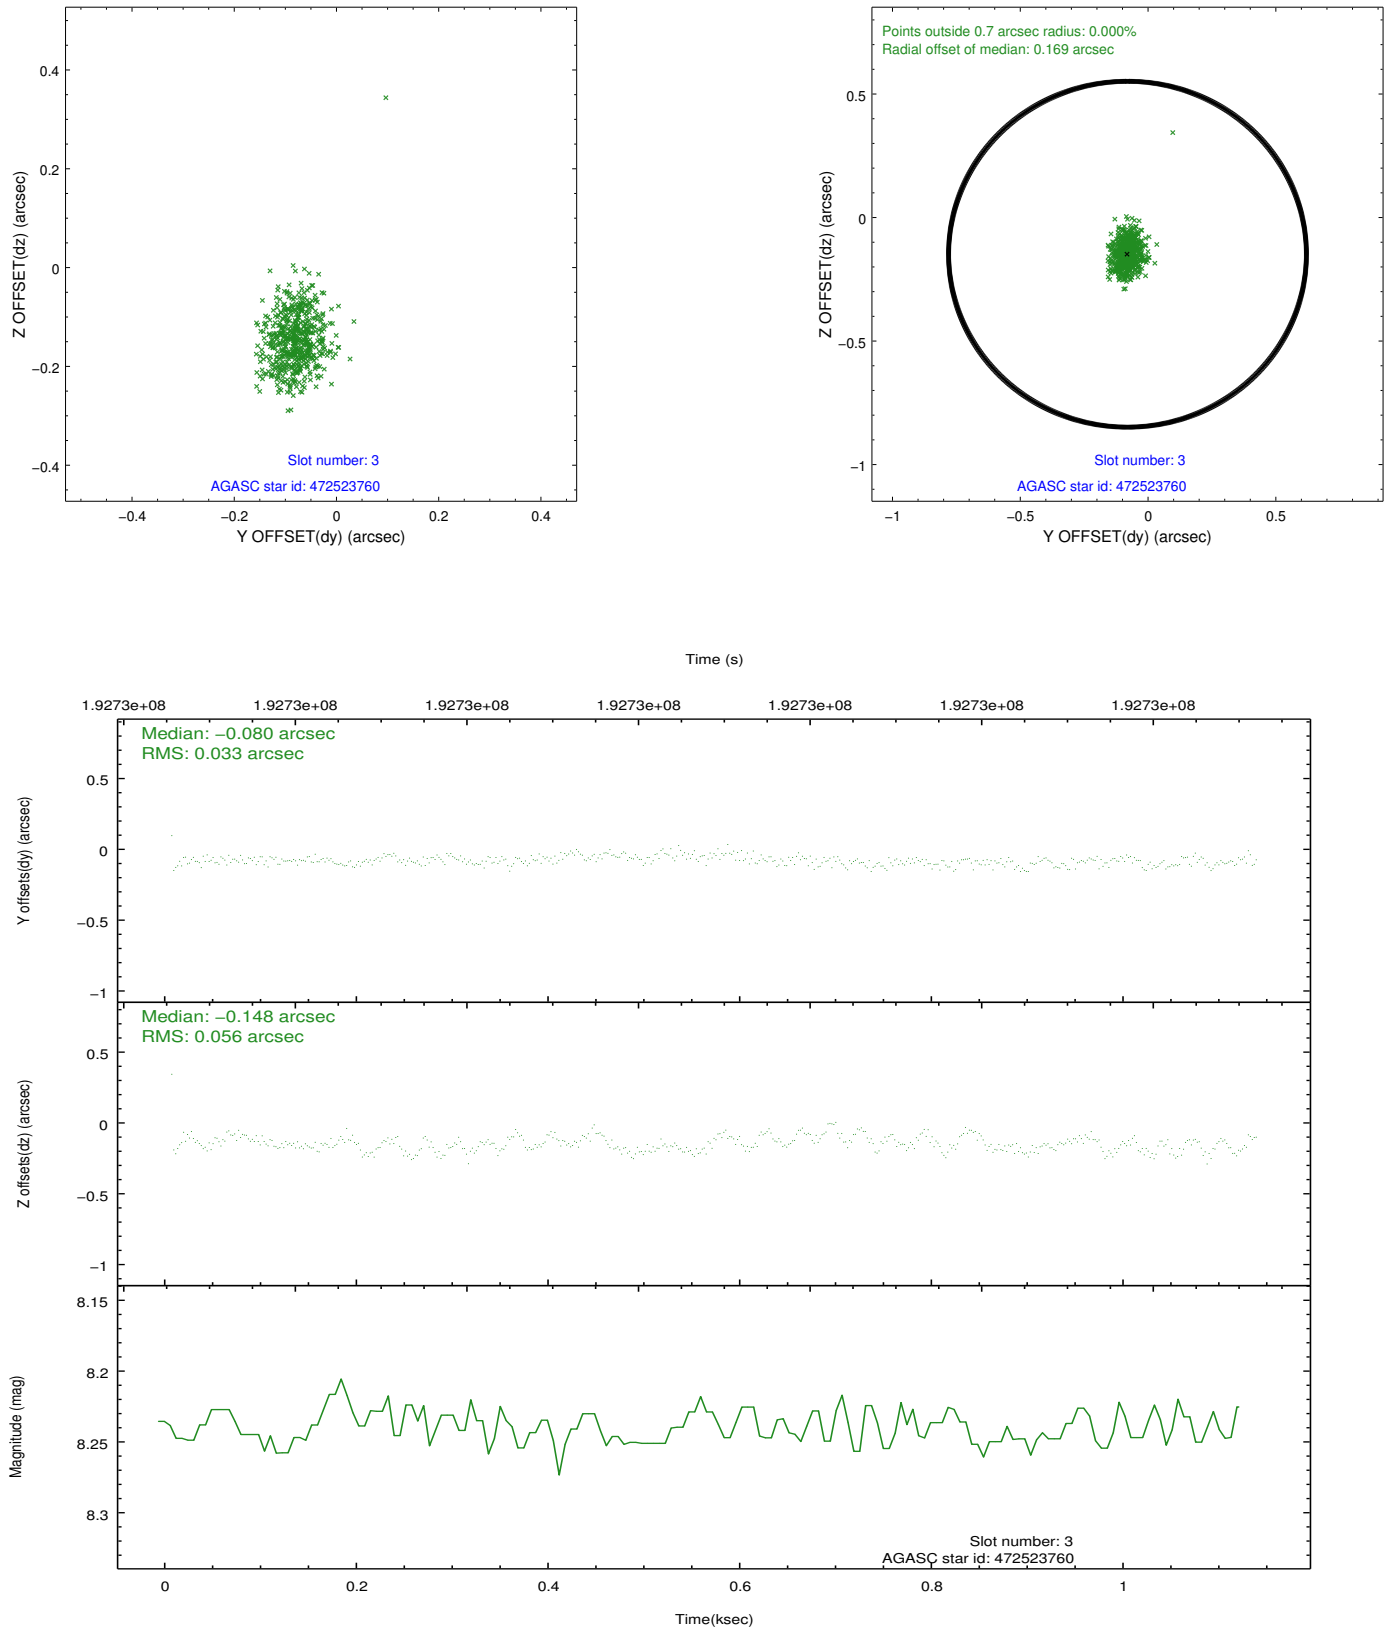 0.4
0.2
0
−0.2
−0.4
Z OFFSET(dz) (arcsec)
Slot number: 3
AGASC star id: 472523760
−0.4
−0.2
0
0.2
0.4
Y OFFSET(dy) (arcsec)
Points outside 0.7 arcsec radius: 0.000%
Radial offset of median: 0.169 arcsec
0.5
0
−0.5
−1
Z OFFSET(dz) (arcsec)
Slot number: 3
AGASC star id: 472523760
−1
−0.5
0
0.5
Y OFFSET(dy) (arcsec)
Time (s)
1.9273e+08
1.9273e+08
1.9273e+08
1.9273e+08
1.9273e+08
1.9273e+08
1.9273e+08
Median: −0.080 arcsec
RMS: 0.033 arcsec
0.5
0
−0.5
−1
Y offsets(dy) (arcsec)
Median: −0.148 arcsec
RMS: 0.056 arcsec
0.5
0
−0.5
−1
Z offsets(dz) (arcsec)
8.15
8.2
8.25
8.3
Magnitude (mag)
Slot number: 3
AGASC star id: 472523760
0
0.2
0.4
0.6
0.8
1
Time(ksec)